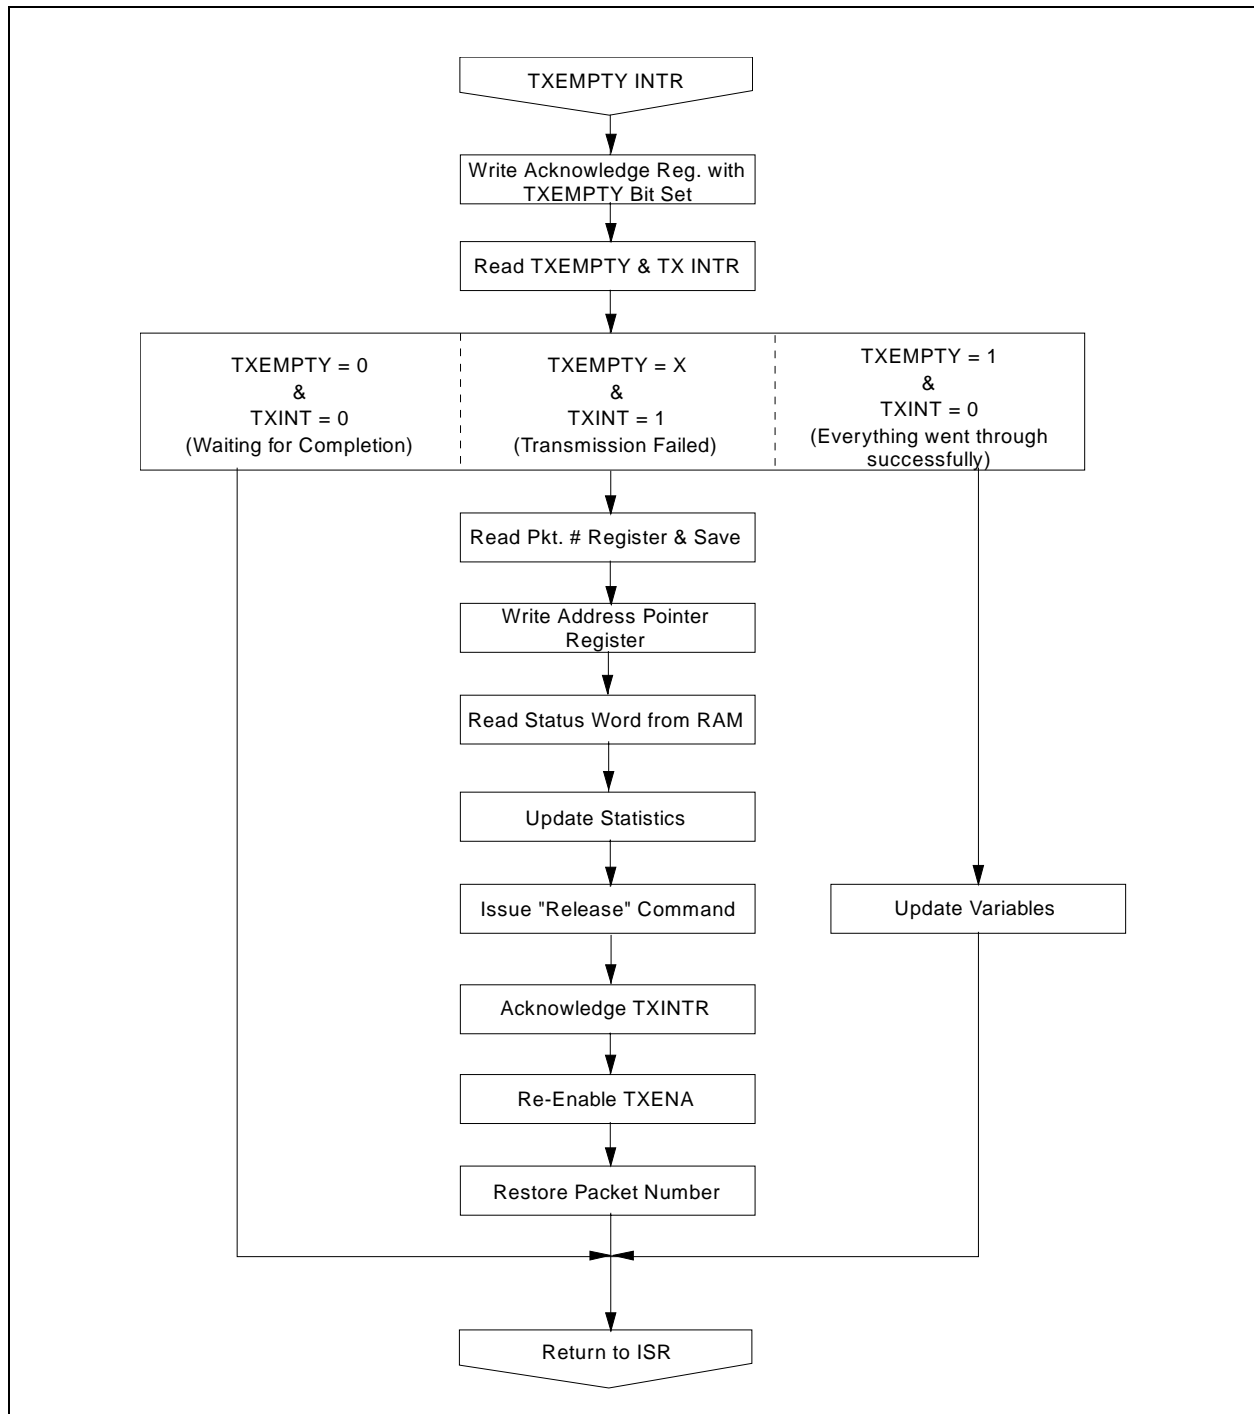 TXEMPTY INTR
Write Acknowledge Reg. with
TXEMPTY Bit Set
Read TXEMPTY & TX INTR
TXEMPTY = 0
&
TXINT = 0
(Waiting for Completion)
TXEMPTY = X
&
TXINT = 1
(Transmission Failed)
TXEMPTY = 1
&
TXINT = 0
(Everything went through
successfully)
Read Pkt. # Register & Save
Write Address Pointer
Register
Read Status Word from RAM
Update Statistics
Issue "Release" Command
Update Variables
Acknowledge TXINTR
Re-Enable TXENA
Restore Packet Number
Return to ISR